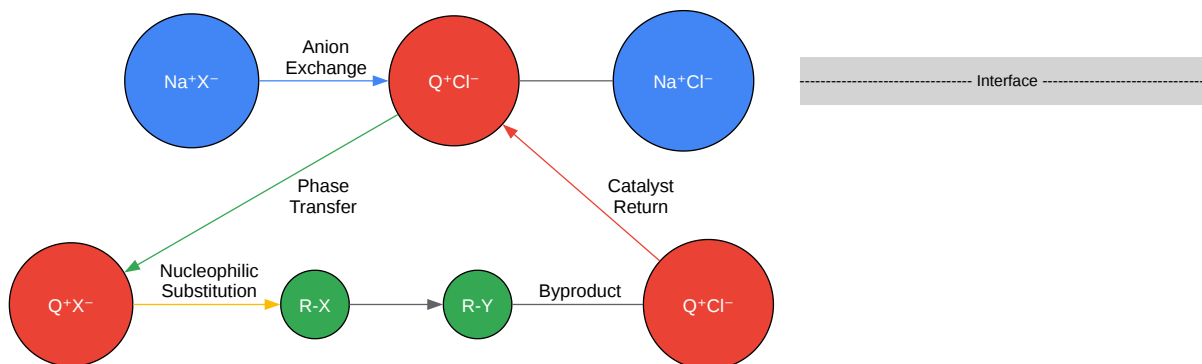 Anion
Exchange
Na⁺X⁻
Q⁺Cl⁻
Na⁺Cl⁻
Interface
Phase
Transfer
Catalyst
Return
Nucleophilic
Substitution
Byproduct
Q⁺X⁻
R-X
R-Y
Q⁺Cl⁻